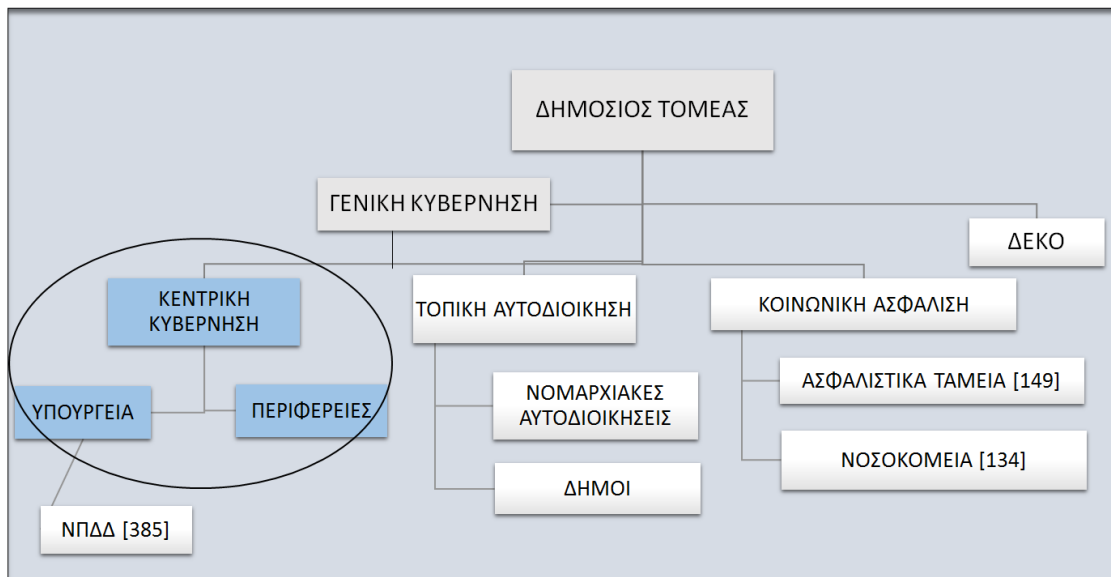 ΔΗΜΟΣΙΟΣ ΤΟΜΕΑΣ
ΓΕΝΙΚΗ ΚΥΒΕΡΝΗΣΗ
ΔΕΚΟ
ΚΕΝΤΡΙΚΗ
ΚΥΒΕΡΝΗΣΗ
ΤΟΠΙΚΗ ΑΥΤΟΔΙΟΙΚΗΣΗ
ΚΟΙΝΩΝΙΚΗ ΑΣΦΑΛΙΣΗ
ΥΠΟΥΡΓΕΙΑ
ΠΕΡΙΦΕΡΕΙΕΣ
ΝΟΜΑΡΧΙΑΚΕΣ
ΑΥΤΟΔΙΟΙΚΗΣΕΙΣ
ΑΣΦΑΛΙΣΤΙΚΑ ΤΑΜΕΙΑ [149]
ΔΗΜΟΙ
ΝΟΣΟΚΟΜΕΙΑ [134]
ΝΠΔΔ [385]